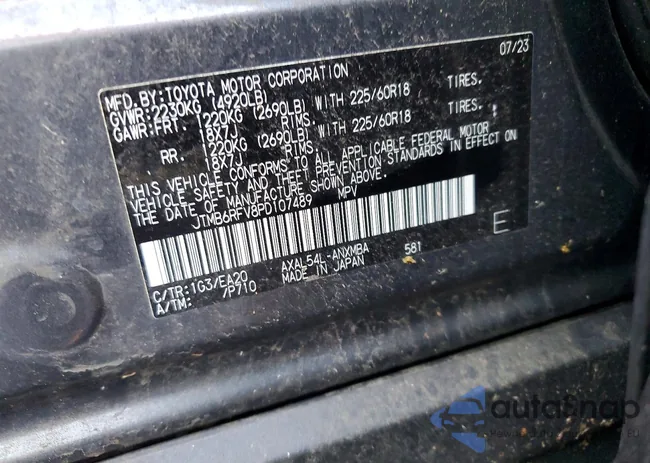 07/23
MFD. BY: TOYOTA MOTOR CORPORATION
GVWR: 2230KG (4920LB)
GAWR: FRT. 1220KG (2690LB) WITH 225/60R18 TIRES.
18X7J RIMS.
RR. 1220KG (2690LB) WITH 225/60R18 TIRES.
18X7J RIMS.
THIS VEHICLE CONFORMS TO ALL APPLICABLE FEDERAL MOTOR
VEHICLE SAFETY AND THEFT PREVENTION STANDARDS IN EFFECT ON
THE DATE OF MANUFACTURE SHOWN ABOVE.
JTMB6RFV8PD107489 MPV
C/TR: 1G3/EA20 AXAL54L-ANXMBA 581 E
A/TM: /P710 MADE IN JAPAN
autosnap